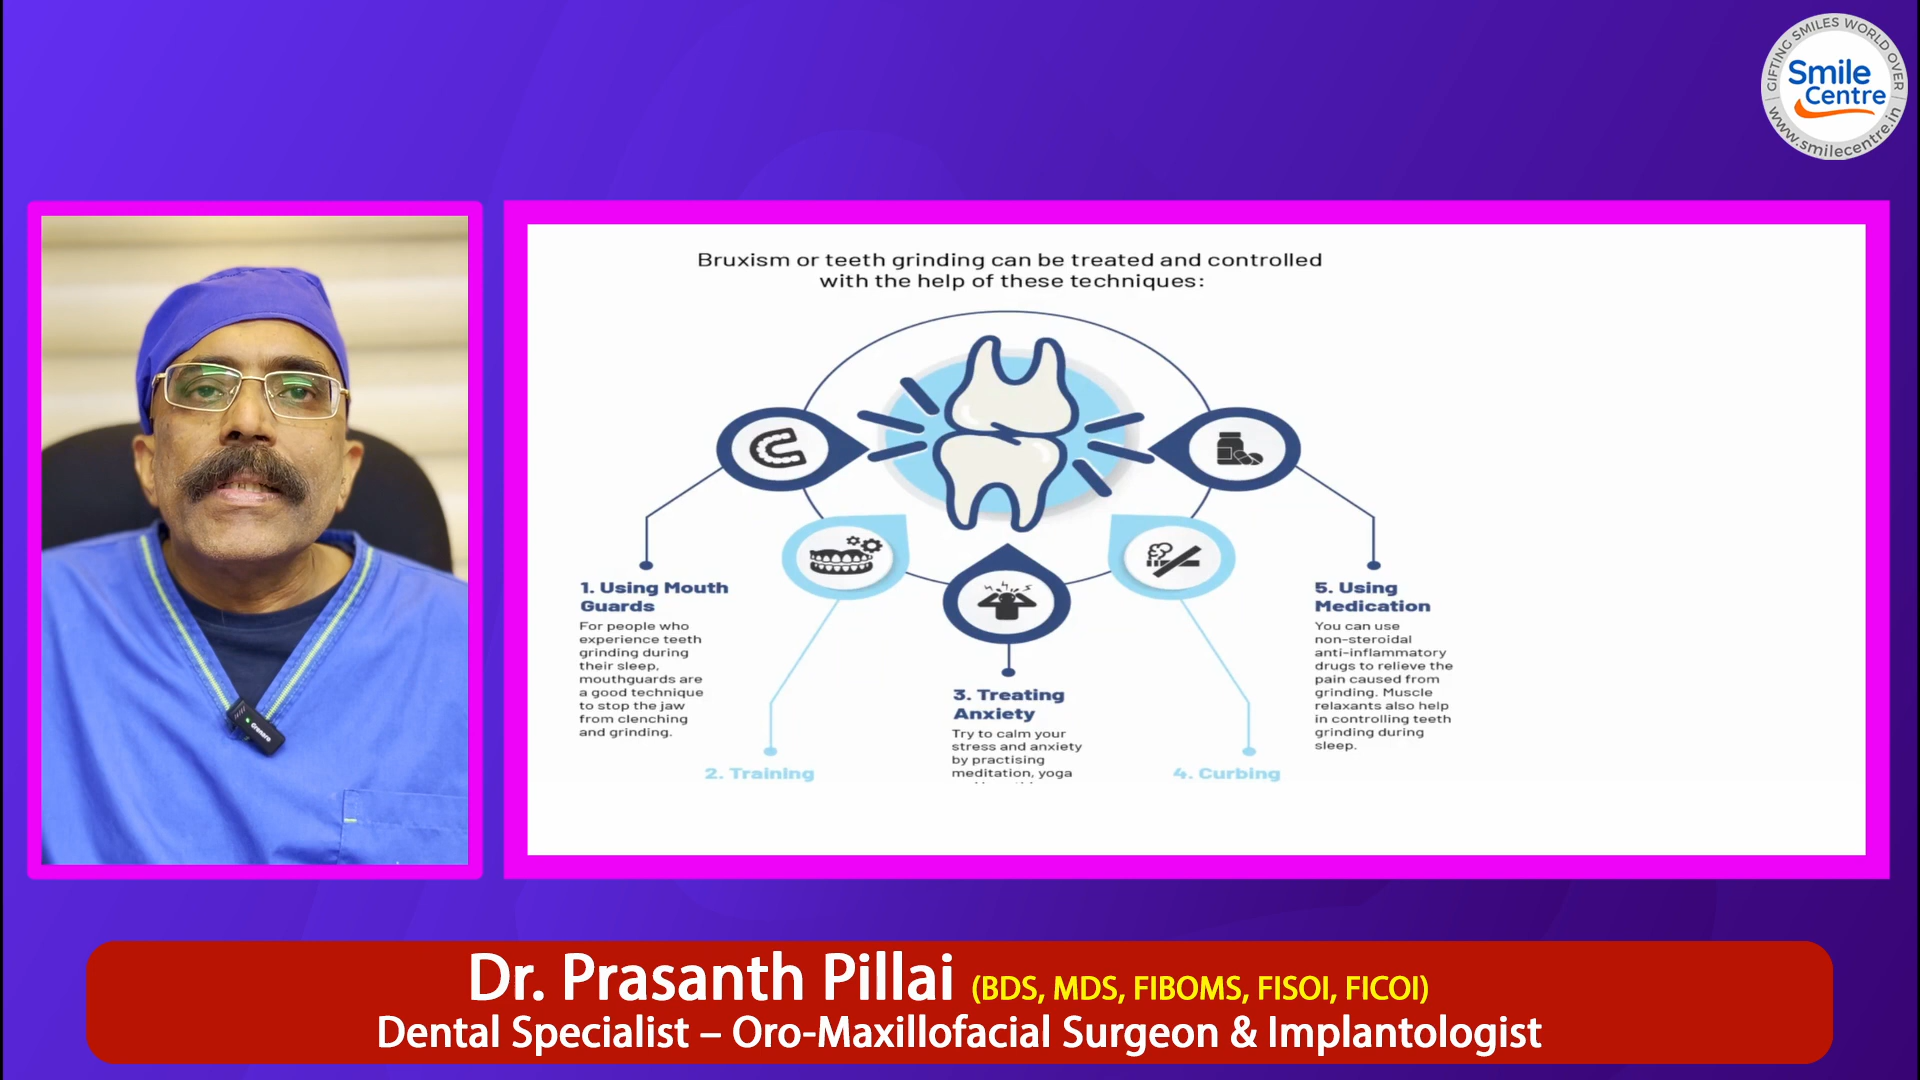 GIFTING SMILES WORLD OVER
Smile
Centre
www.smilecentre.in
Bruxism or teeth grinding can be treated and controlled
with the help of these techniques:
1. Using Mouth
Guards
For people who
experience teeth
grinding during
their sleep,
mouthguards are
a good technique
to stop the jaw
from clenching
and grinding.
2. Training
3. Treating
Anxiety
Try to calm your
stress and anxiety
by practising
meditation, yoga
4. Curbing
5. Using
Medication
You can use
non-steroidal
anti-inflammatory
drugs to relieve the
pain caused from
grinding. Muscle
relaxants also help
in controlling teeth
grinding during
sleep.
Dr. Prasanth Pillai (BDS, MDS, FIBOMS, FISOI, FICOI)
Dental Specialist – Oro-Maxillofacial Surgeon & Implantologist